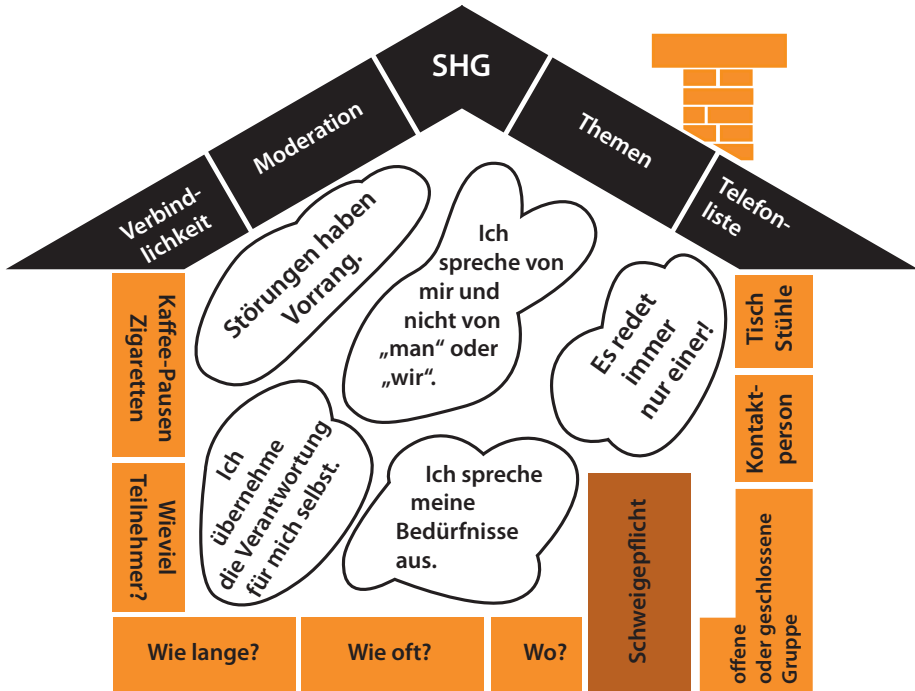 SHG
Moderation
Themen
Verbind-
lichkeit
Telefon-
liste
Störungen haben
Vorrang.
Ich
spreche von
mir und
nicht von
„man“ oder
„wir“.
Es redet
immer
nur einer!
Kaffee-Pausen
Zigaretten
Tisch
Stühle
Kontakt-
person
Ich
übernehme
die Verantwortung
für mich selbst.
Ich spreche
meine
Bedürfnisse
aus.
Wieviel
Teilnehmer?
Schweigepflicht
offene
oder geschlossene
Gruppe
Wie lange?
Wie oft?
Wo?